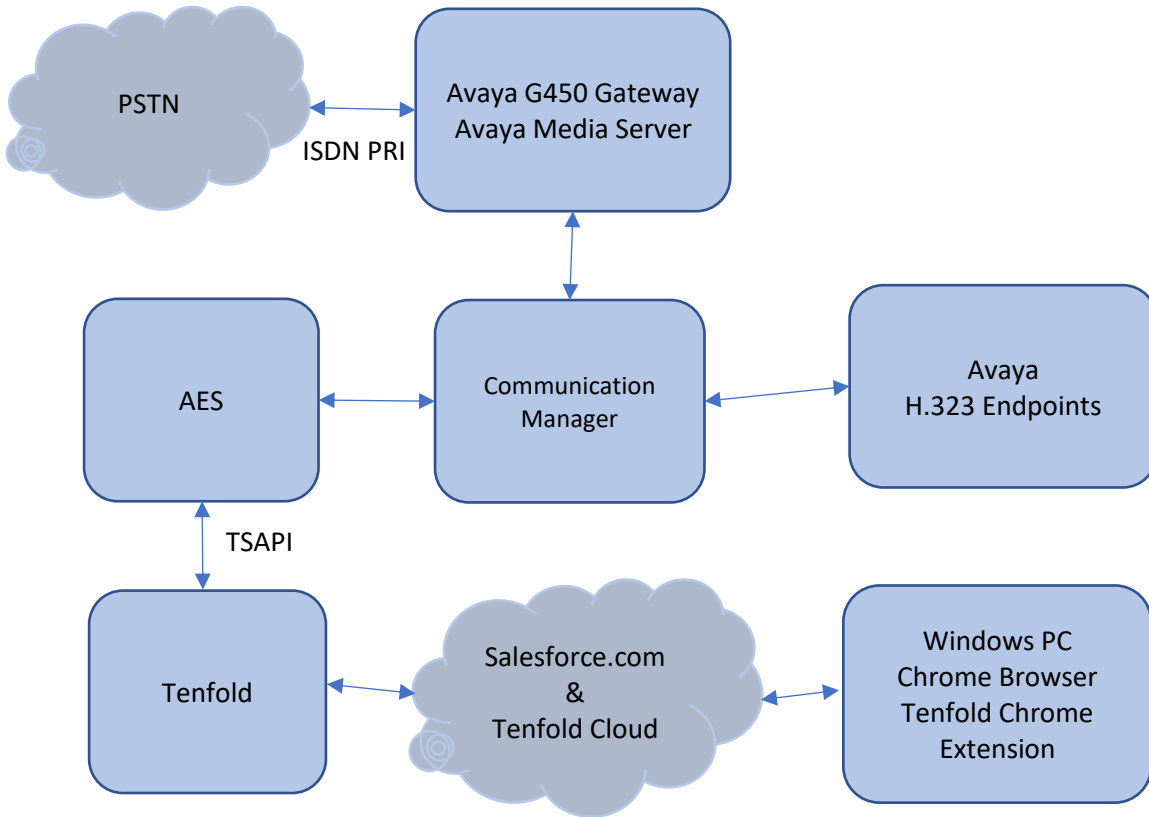 PSTN
ISDN PRI
Avaya G450 Gateway
Avaya Media Server
AES
Communication
Manager
Avaya
H.323 Endpoints
TSAPI
Tenfold
Salesforce.com
&
Tenfold Cloud
Windows PC
Chrome Browser
Tenfold Chrome
Extension